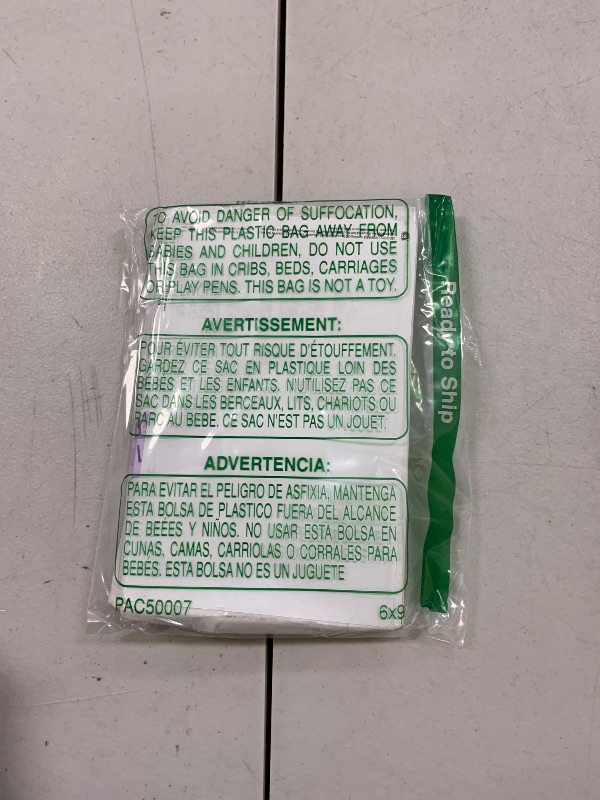 TO AVOID DANGER OF SUFFOCATION,
KEEP THIS PLASTIC BAG AWAY FROM
BABIES AND CHILDREN, DO NOT USE
THIS BAG IN CRIBS, BEDS, CARRIAGES
OR PLAY PENS. THIS BAG IS NOT A TOY.
AVERTISSEMENT:
POUR ÉVITER TOUT RISQUE D'ÉTOUFFEMENT,
GARDEZ CE SAC EN PLASTIQUE LOIN DES
BEBES ET LES ENFANTS. N'UTILISEZ PAS CE
SAC DANS LES BERCEAUX, LITS, CHARIOTS OU
PARC AU BEBE. CE SAC N'EST PAS UN JOUET.
ADVERTENCIA:
PARA EVITAR EL PELIGRO DE ASFIXIA, MANTENGA
ESTA BOLSA DE PLASTICO FUERA DEL ALCANCE
DE BEÉES Y NIÑOS. NO USAR ESTA BOLSA EN
CUNAS, CAMAS, CARRIOLAS O CORRALES PARA
BEBÉS. ESTA BOLSA NO ES UN JUGUETE
PAC50007 6x9
Ready to Ship